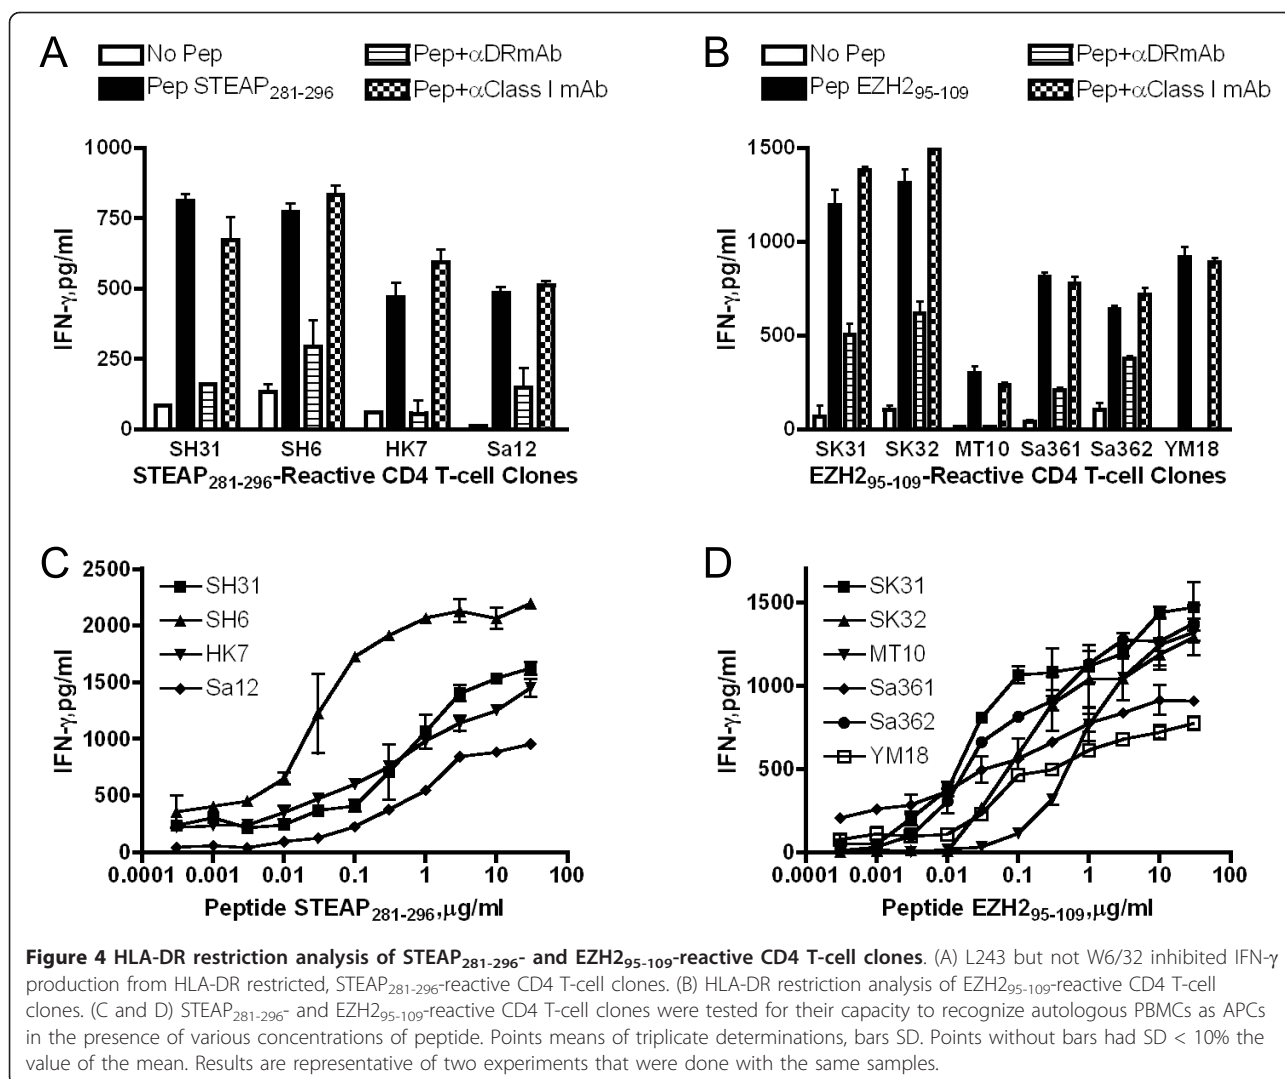 A
No Pep
Pep+αDRmAb
Pep STEAP281-296
Pep+αClass I mAb
1000
750
500
250
0
IFN-γ,pg/ml
SH31 SH6 HK7 Sa12
STEAP281-296-Reactive CD4 T-cell Clones
B
No Pep
Pep+αDRmAb
Pep EZH295-109
Pep+αClass I mAb
1500
1000
500
0
IFN-γ,pg/ml
SK31 SK32 MT10 Sa361 Sa362 YM18
EZH295-109-Reactive CD4 T-cell Clones
C
2500
2000
1500
1000
500
0
IFN-γ,pg/ml
SH31
SH6
HK7
Sa12
0.0001 0.001 0.01 0.1 1 10 100
Peptide STEAP281-296,μg/ml
D
1500
1000
500
0
IFN-γ,pg/ml
SK31
SK32
MT10
Sa361
Sa362
YM18
0.0001 0.001 0.01 0.1 1 10 100
Peptide EZH295-109,μg/ml
Figure 4 HLA-DR restriction analysis of STEAP281-296- and EZH295-109-reactive CD4 T-cell clones. (A) L243 but not W6/32 inhibited IFN-γ
production from HLA-DR restricted, STEAP281-296-reactive CD4 T-cell clones. (B) HLA-DR restriction analysis of EZH295-109-reactive CD4 T-cell
clones. (C and D) STEAP281-296- and EZH295-109-reactive CD4 T-cell clones were tested for their capacity to recognize autologous PBMCs as APCs
in the presence of various concentrations of peptide. Points means of triplicate determinations, bars SD. Points without bars had SD < 10% the
value of the mean. Results are representative of two experiments that were done with the same samples.